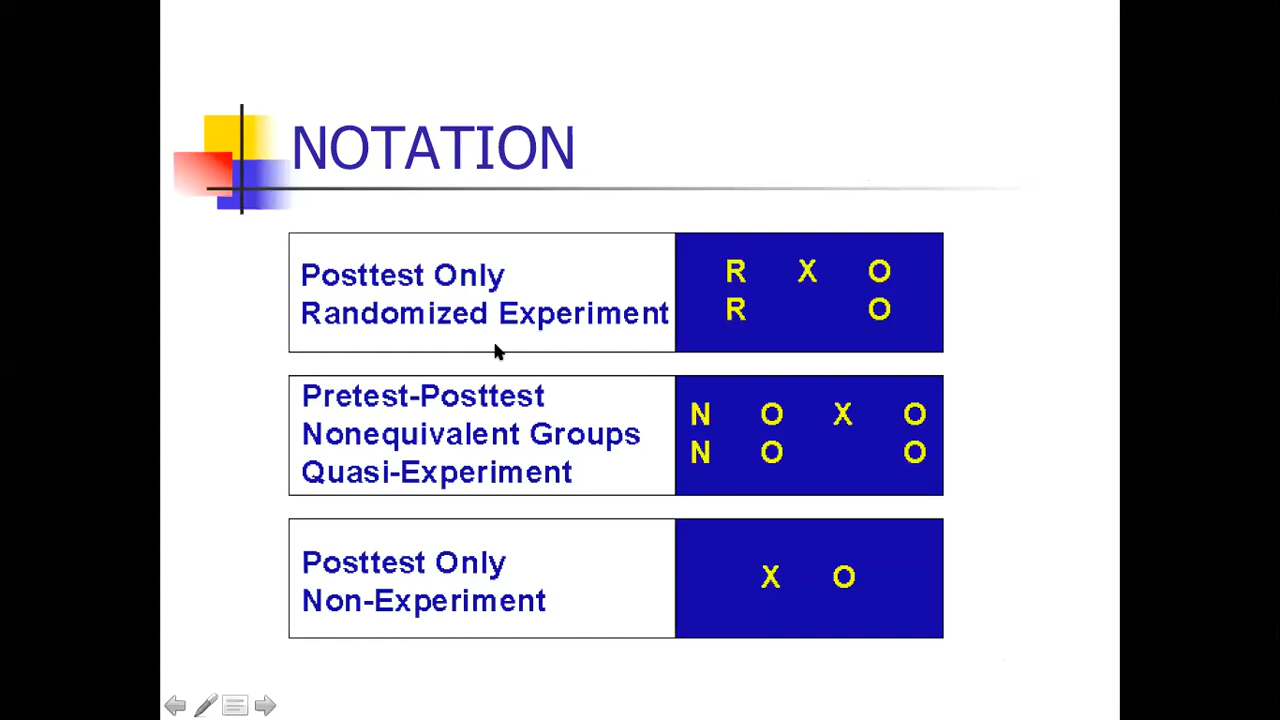 NOTATION
Posttest Only
Randomized Experiment
R X O
R O
Pretest-Posttest
Nonequivalent Groups
Quasi-Experiment
N O X O
N O O
Posttest Only
Non-Experiment
X O